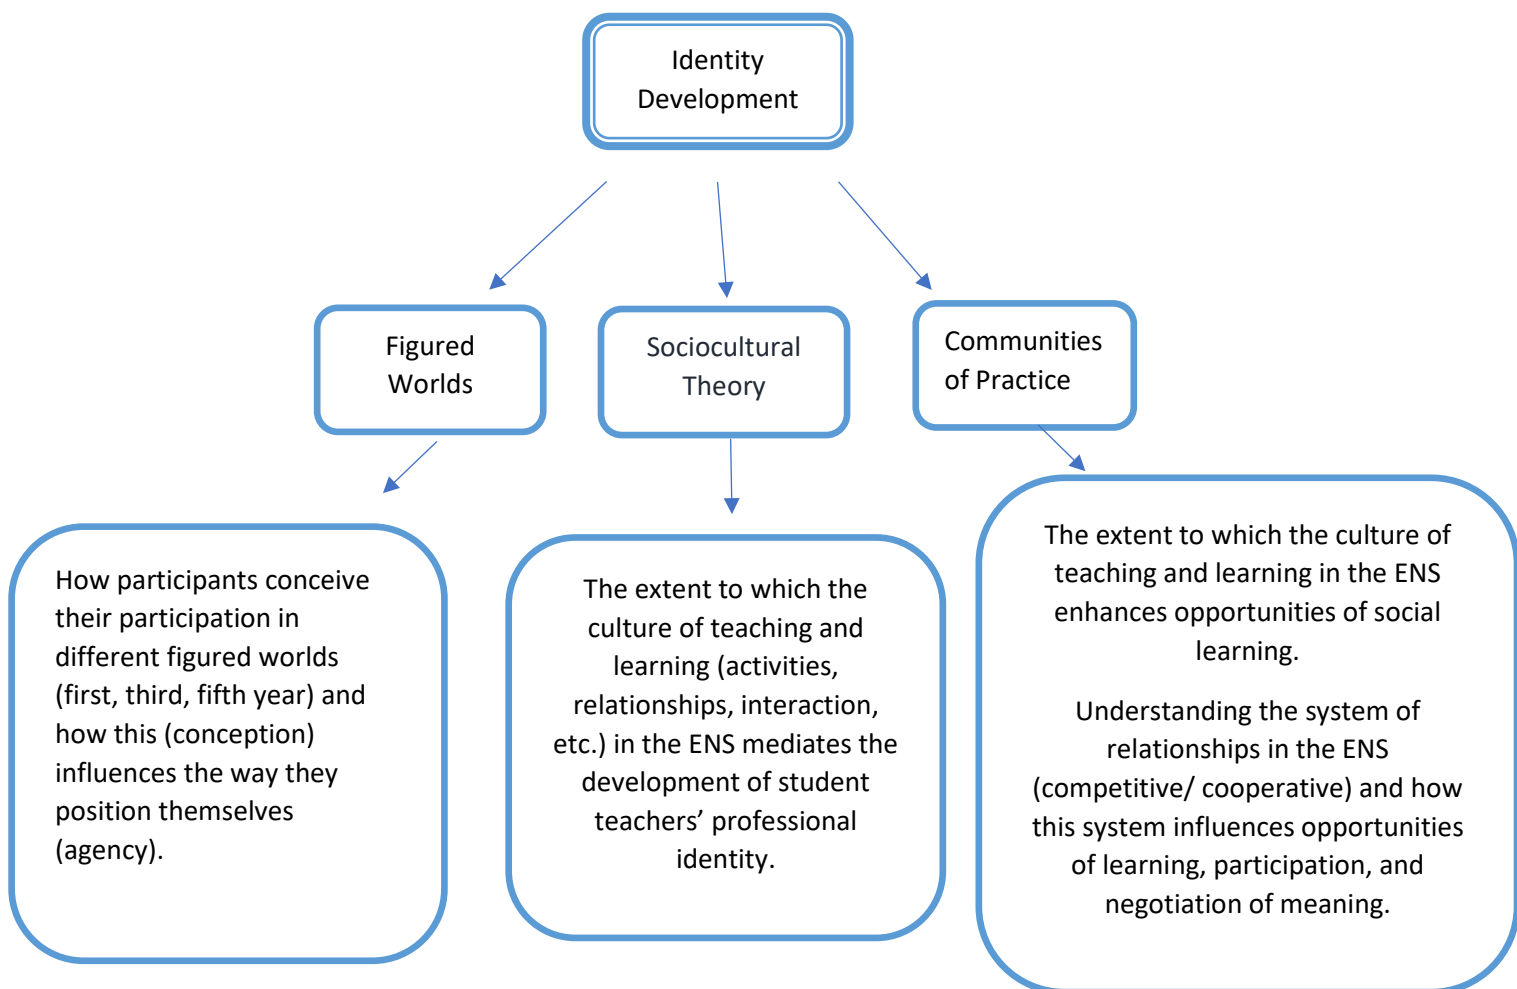 Identity
Development
Figured
Worlds
Sociocultural
Theory
Communities
of Practice
How participants conceive
their participation in
different figured worlds
(first, third, fifth year) and
how this (conception)
influences the way they
position themselves
(agency).
The extent to which the
culture of teaching and
learning (activities,
relationships, interaction,
etc.) in the ENS mediates the
development of student
teachers’ professional
identity.
The extent to which the culture of
teaching and learning in the ENS
enhances opportunities of social
learning.
Understanding the system of
relationships in the ENS
(competitive/ cooperative) and how
this system influences opportunities
of learning, participation, and
negotiation of meaning.